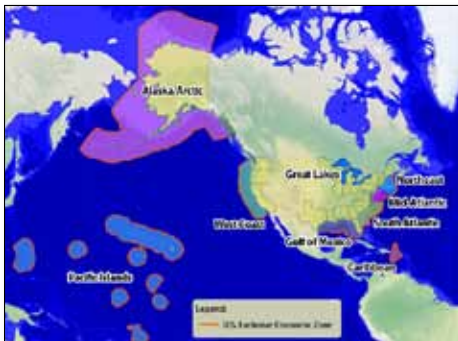 Alaska/Arctic
Great Lakes
Northeast
Mid-Atlantic
South Atlantic
West Coast
Gulf of Mexico
Caribbean
Pacific Islands
Legend
U.S. Exclusive Economic Zone